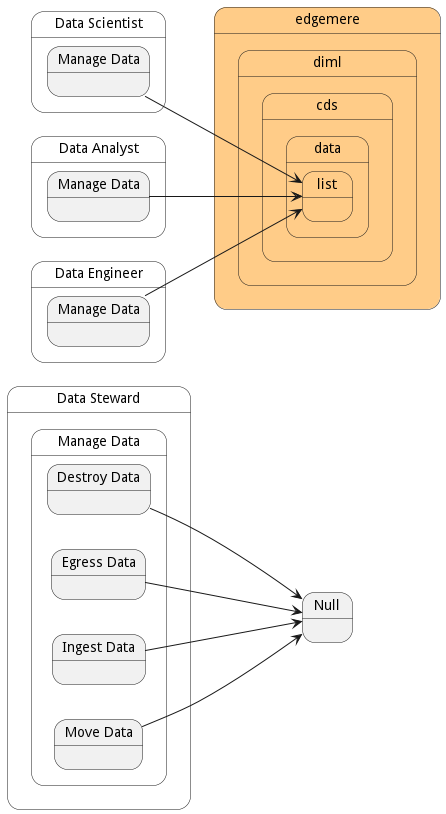 Data Scientist
Manage Data
Data Analyst
Manage Data
Data Engineer
Manage Data
edgemere
diml
cds
data
list
Data Steward
Manage Data
Destroy Data
Egress Data
Ingest Data
Move Data
Null